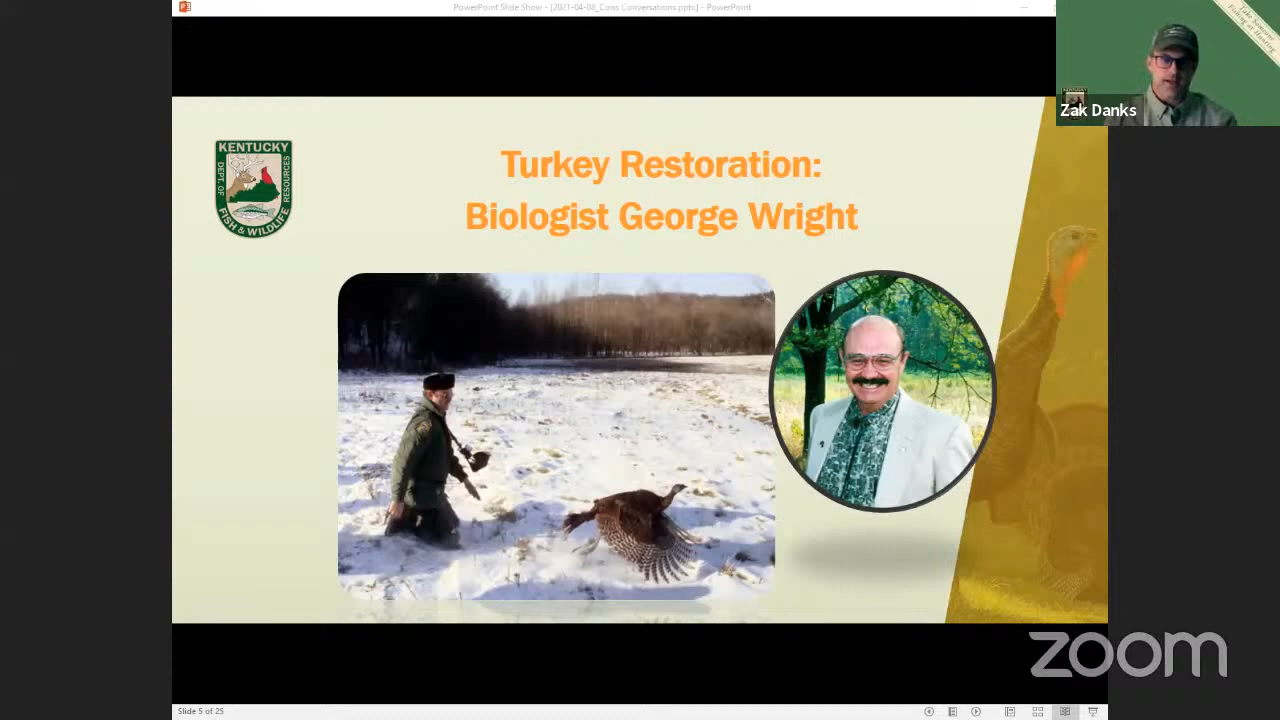 PowerPoint Slide Show - [2021-04-08_Cons Conversations.pptx] - PowerPoint
Zak Danks
KENTUCKY
DEPT. OF
FISH & WILDLIFE
RESOURCES
Turkey Restoration:
Biologist George Wright
zoom
Slide 5 of 25